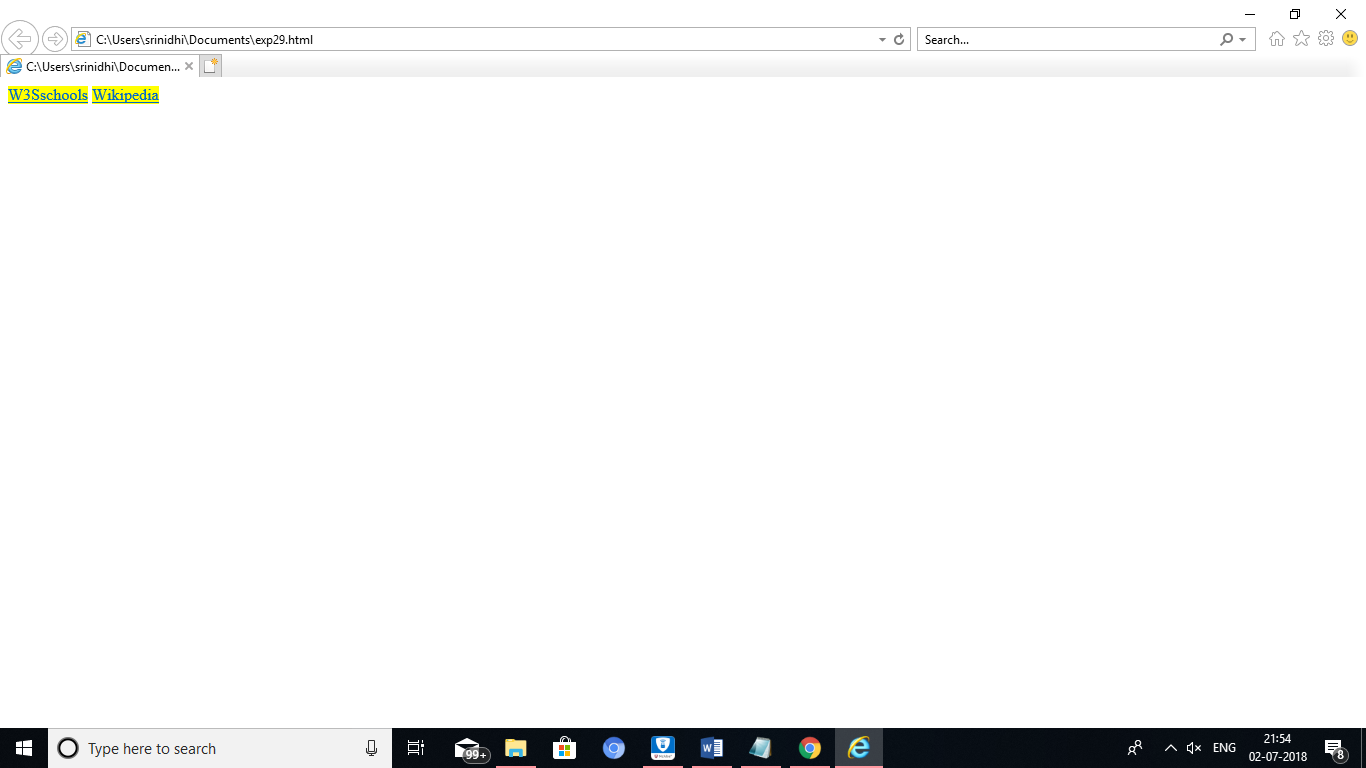 C:\Users\srinidhi\Documents\exp29.html
Search...
C:\Users\srinidhi\Documen...
W3Sschools Wikipedia
Type here to search
99+
ENG
21:54
02-07-2018
8